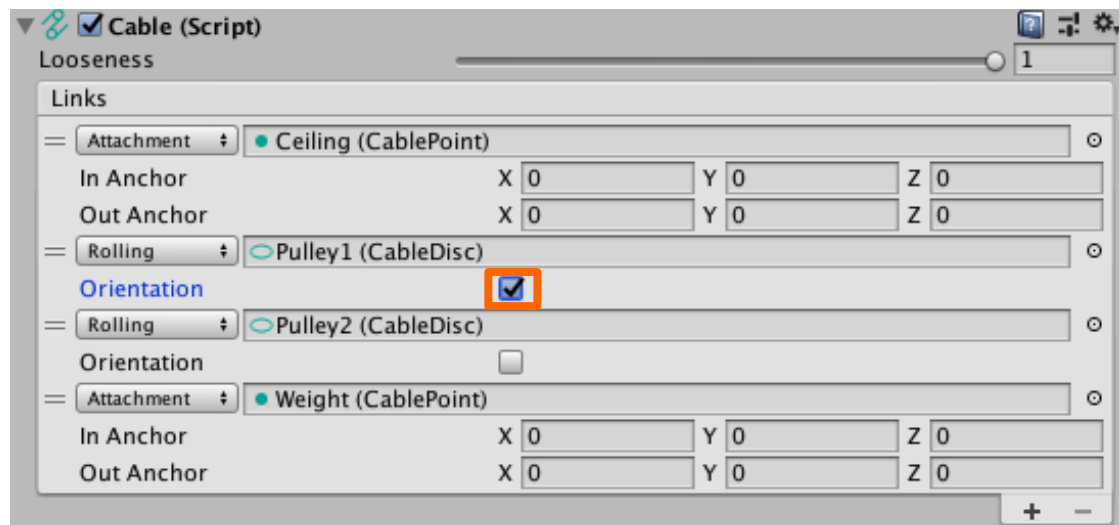 Cable (Script)
Looseness 1
Links
Attachment Ceiling (CablePoint)
In Anchor X 0 Y 0 Z 0
Out Anchor X 0 Y 0 Z 0
Rolling Pulley1 (CableDisc)
Orientation
Rolling Pulley2 (CableDisc)
Orientation
Attachment Weight (CablePoint)
In Anchor X 0 Y 0 Z 0
Out Anchor X 0 Y 0 Z 0
+ −